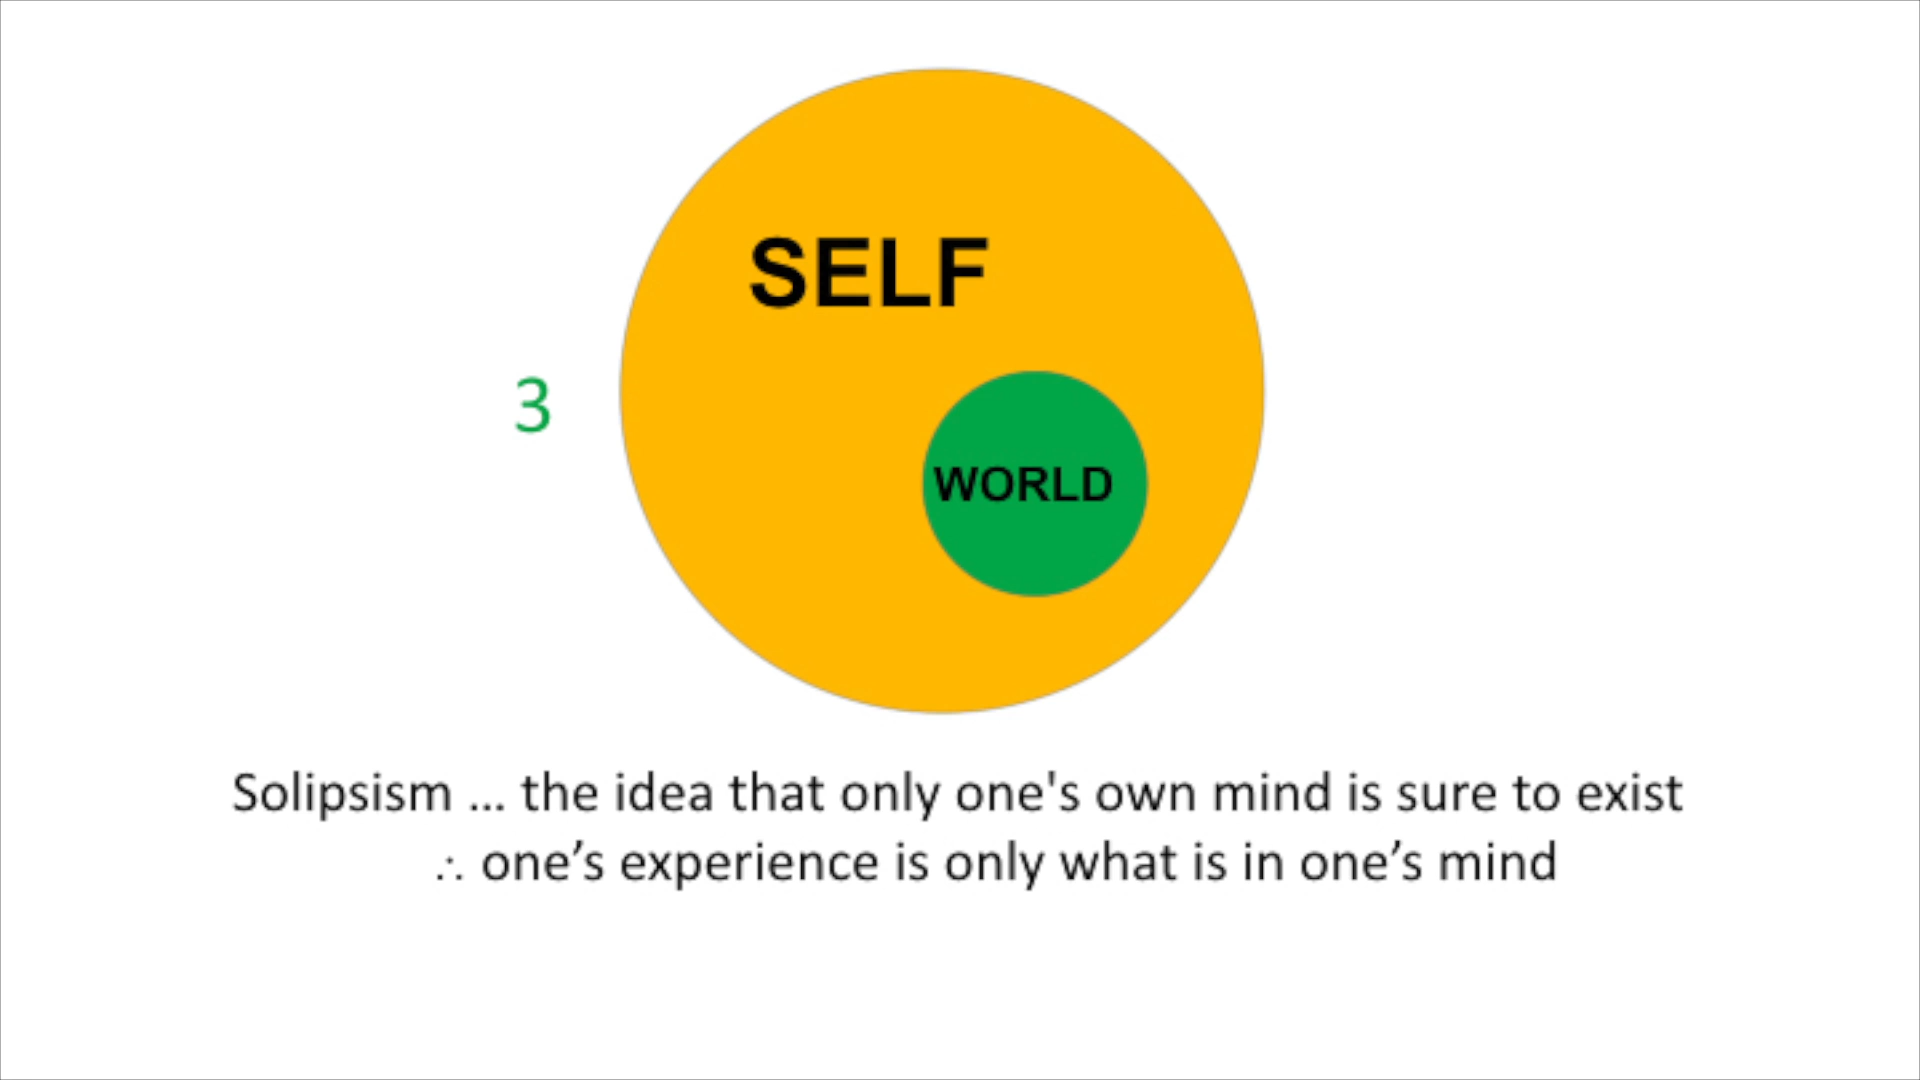 SELF
3
WORLD
Solipsism ... the idea that only one's own mind is sure to exist
∴ one’s experience is only what is in one’s mind